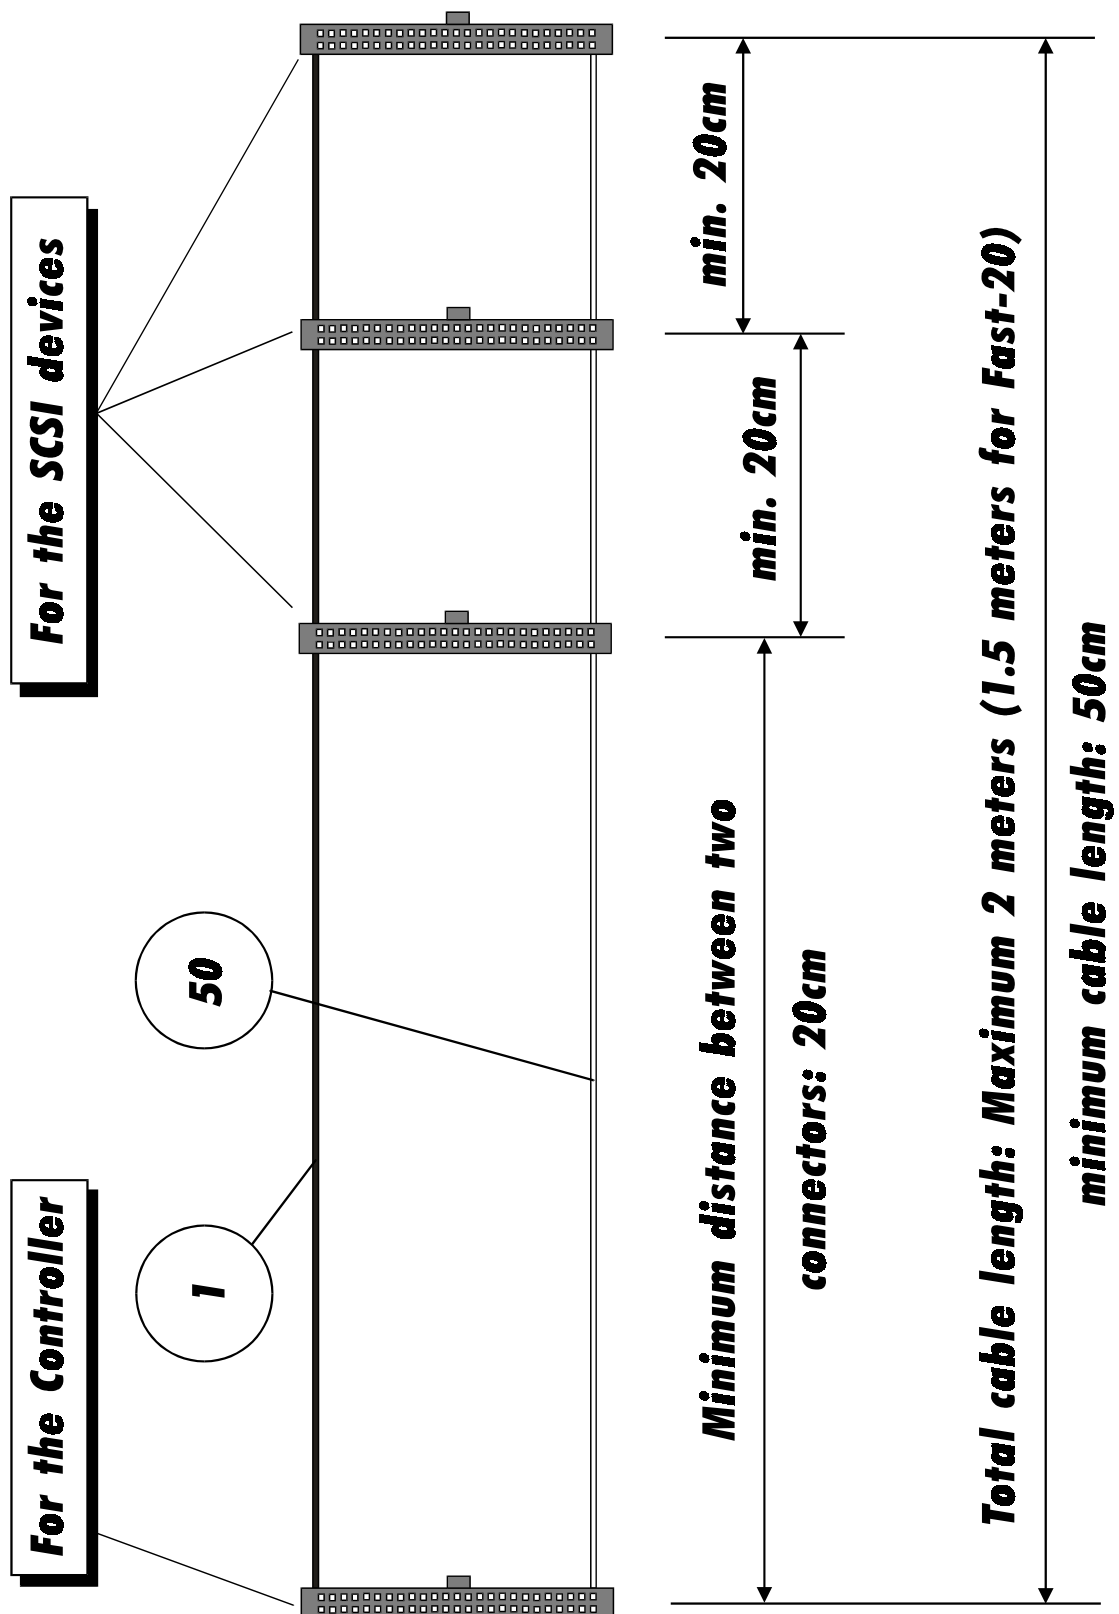 For the Controller
For the SCSI devices
1
50
Minimum distance between two
connectors: 20cm
min. 20cm
min. 20cm
Total cable length: Maximum 2 meters (1.5 meters for Fast-20)
minimum cable length: 50cm